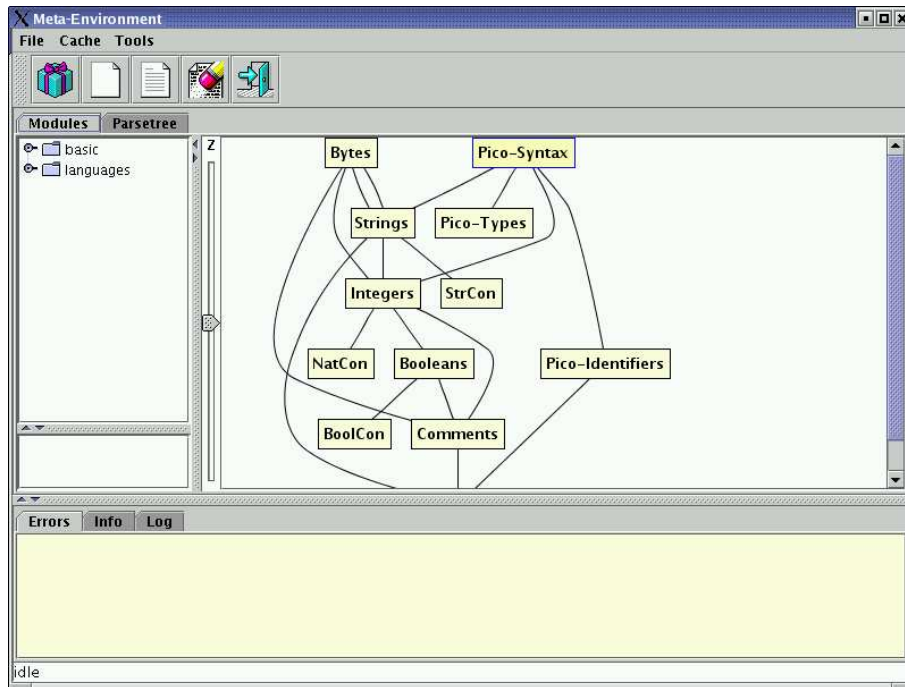 Meta-Environment
File Cache Tools
Modules Parsetree
basic
languages
Z
Bytes Pico-Syntax
Strings Pico-Types
Integers StrCon
NatCon Booleans Pico-Identifiers
BoolCon Comments
Errors Info Log
idle